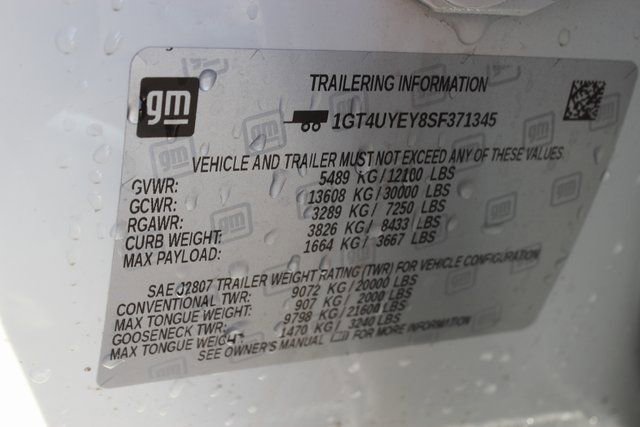 gm
TRAILERING INFORMATION
1GT4UYEY8SF371345
VEHICLE AND TRAILER MUST NOT EXCEED ANY OF THESE VALUES.
GVWR: 5489 KG / 12100 LBS
GCWR: 13608 KG / 30000 LBS
RGAWR: 3289 KG / 7250 LBS
CURB WEIGHT: 3826 KG / 8433 LBS
MAX PAYLOAD: 1664 KG / 3667 LBS
SAE J2807 TRAILER WEIGHT RATING (TWR) FOR VEHICLE CONFIGURATION
CONVENTIONAL TWR: 9072 KG / 20000 LBS
MAX TONGUE WEIGHT: 907 KG / 2000 LBS
GOOSENECK TWR: 9798 KG / 21600 LBS
MAX TONGUE WEIGHT: 1470 KG / 3240 LBS
SEE OWNER'S MANUAL FOR MORE INFORMATION